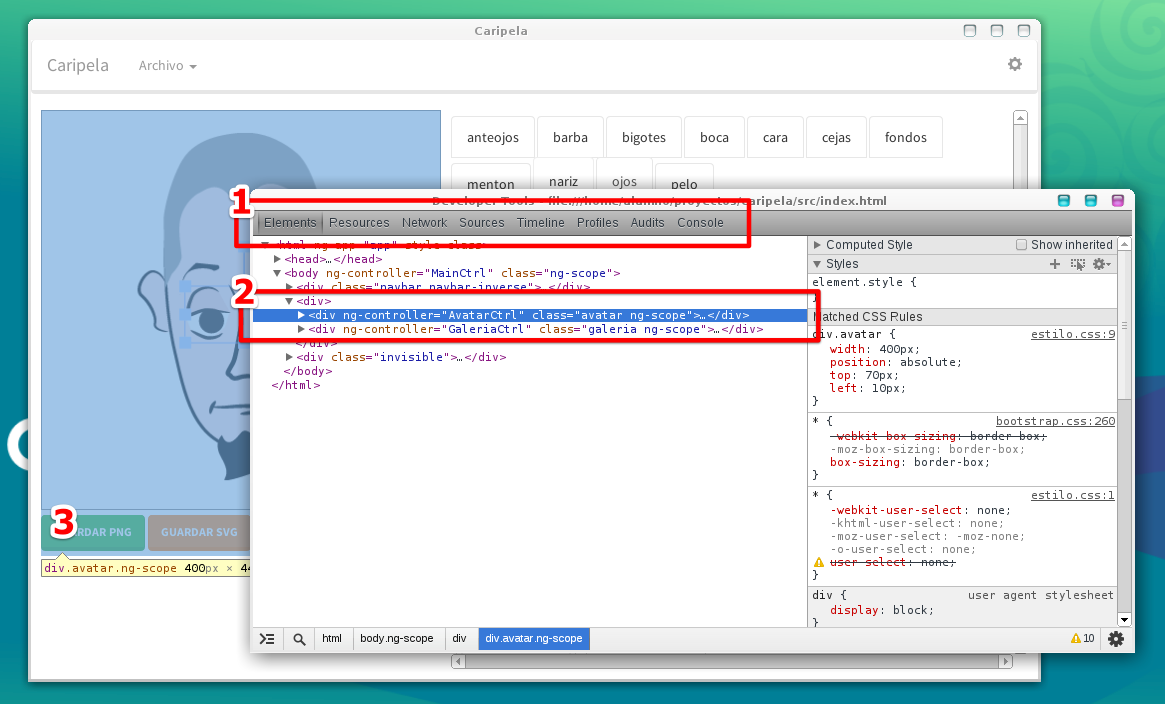 Caripela
Caripela Archivo
anteojos barba bigotes boca cara cejas fondos
menton nariz ojos pelo
1
Developer Tools - file:///home/alumno/proyectos/caripela/src/index.html
Elements Resources Network Sources Timeline Profiles Audits Console
<html ng-app="app" style class>
<head>…</head>
<body ng-controller="MainCtrl" class="ng-scope">
<div class="navbar navbar-inverse">…</div>
2
<div>
<div ng-controller="AvatarCtrl" class="avatar ng-scope">…</div>
<div ng-controller="GaleriaCtrl" class="galeria ng-scope">…</div>
</div>
<div class="invisible">…</div>
</body>
</html>
Computed Style Show inherited
Styles
element.style {
}
Matched CSS Rules
div.avatar { estilo.css:9
width: 400px;
position: absolute;
top: 70px;
left: 10px;
}
* { bootstrap.css:260
-webkit-box-sizing: border-box;
-moz-box-sizing: border-box;
box-sizing: border-box;
}
* { estilo.css:1
-webkit-user-select: none;
-khtml-user-select: none;
-moz-user-select: -moz-none;
-o-user-select: none;
user-select: none;
}
div { user agent stylesheet
display: block;
}
3
RDAR PNG GUARDAR SVG
div.avatar.ng-scope 400px ×
html body.ng-scope div div.avatar.ng-scope 10